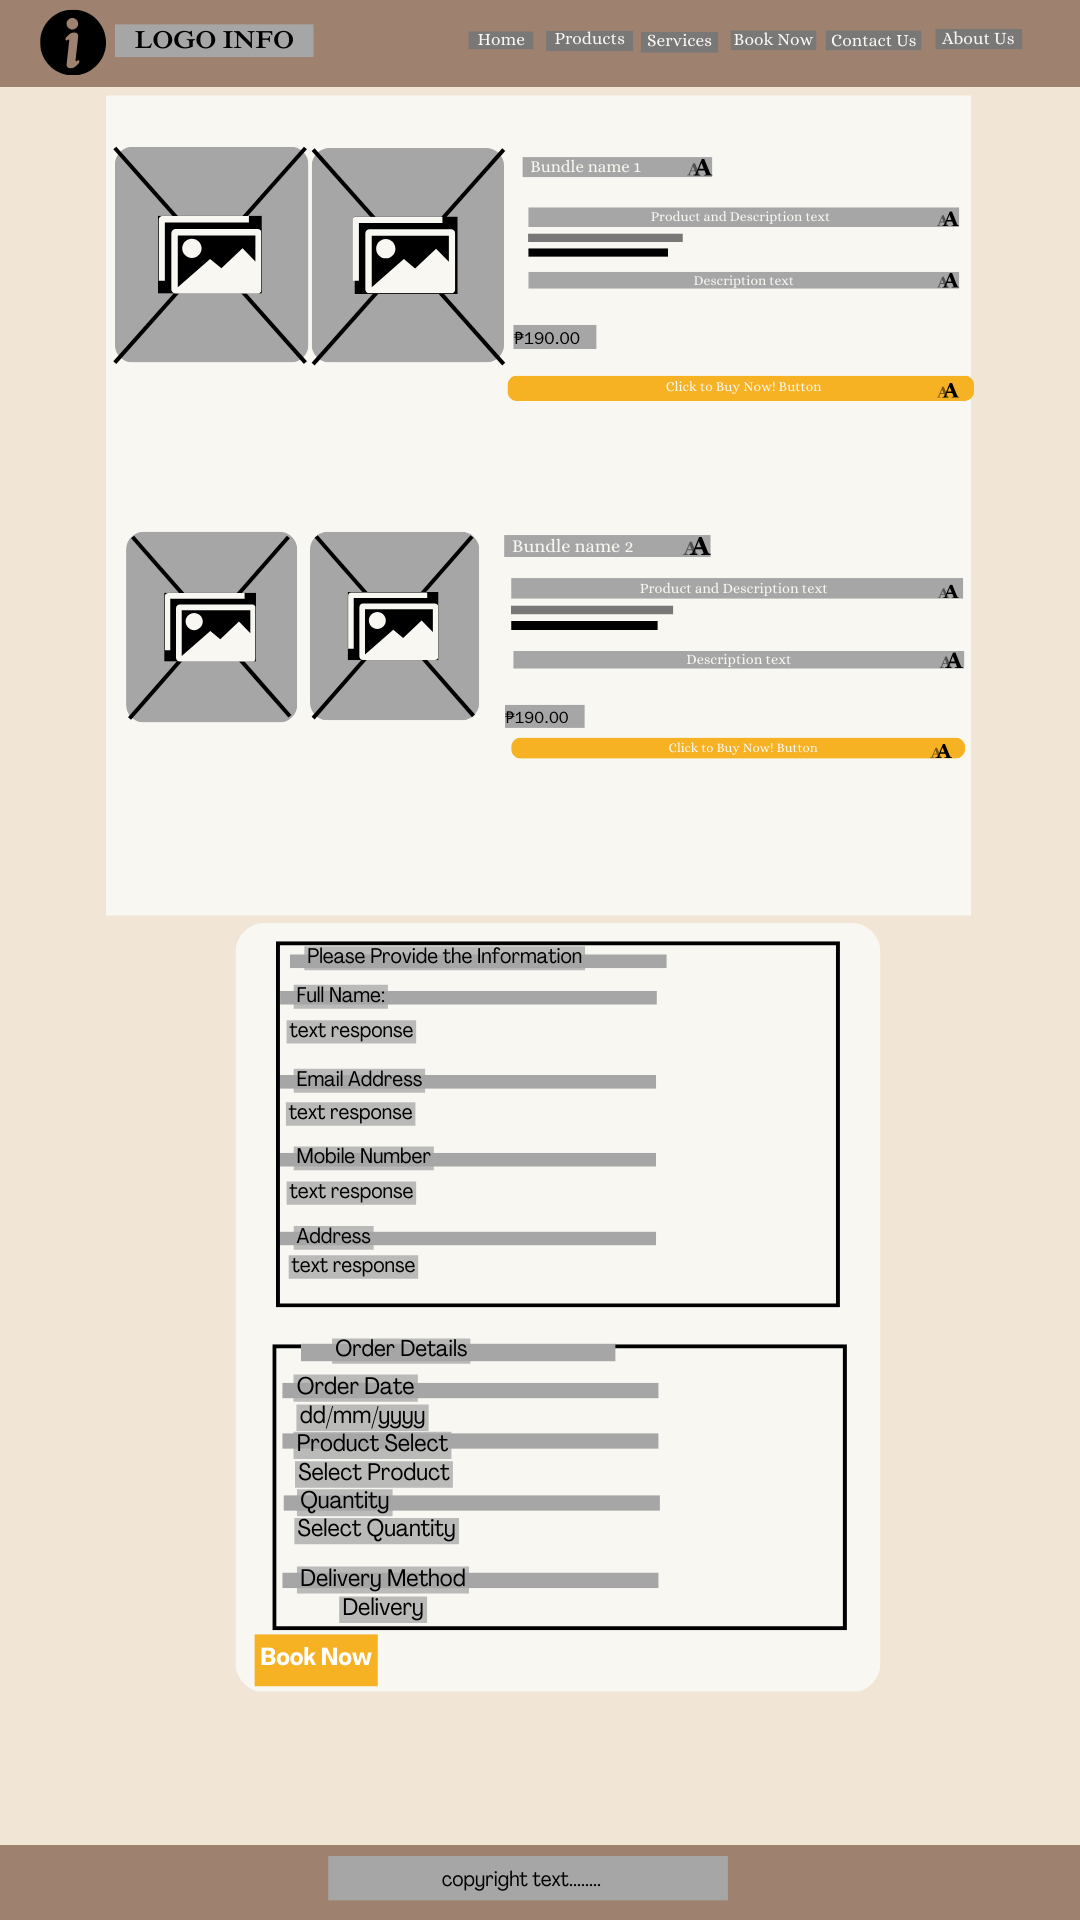 i LOGO INFO
Home Products Services Book Now Contact Us About Us
Bundle name 1 AA
Product and Description text AA
Description text AA
₱190.00
Click to Buy Now! Button AA
Bundle name 2 AA
Product and Description text AA
Description text AA
₱190.00
Click to Buy Now! Button AA
Please Provide the Information
Full Name:
text response
Email Address
text response
Mobile Number
text response
Address
text response
Order Details
Order Date
dd/mm/yyyy
Product Select
Select Product
Quantity
Select Quantity
Delivery Method
Delivery
Book Now
copyright text........